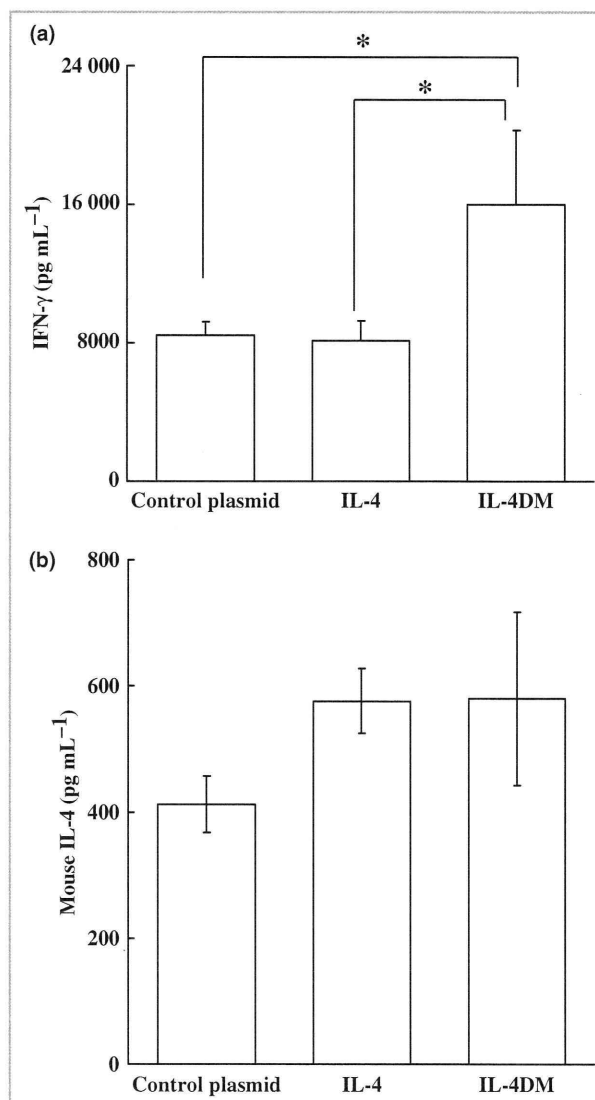 (a)
*
*
24 000
16 000
8000
0
IFN-γ (pg mL⁻¹)
Control plasmid IL-4 IL-4DM
(b)
800
600
400
200
0
Mouse IL-4 (pg mL⁻¹)
Control plasmid IL-4 IL-4DM